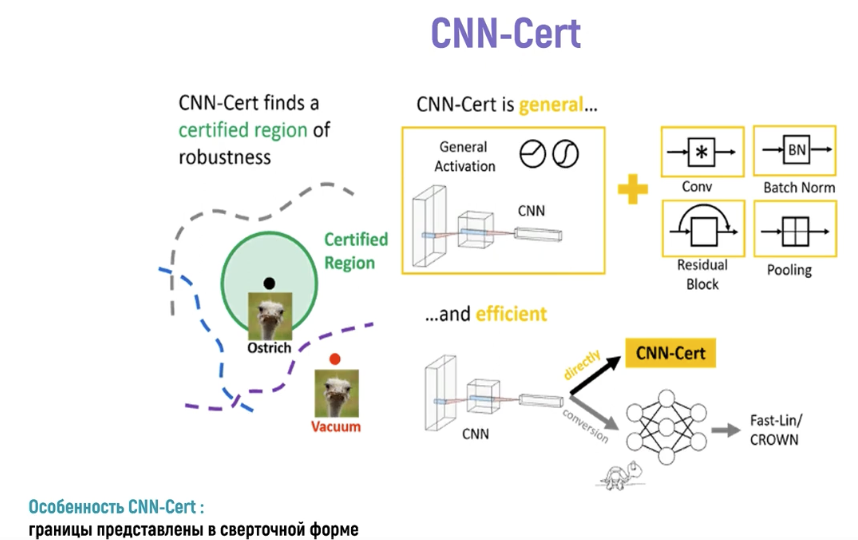 CNN-Cert
CNN-Cert finds a
certified region of
robustness
Certified
Region
Ostrich
Vacuum
CNN-Cert is general...
General
Activation
CNN
Conv
BN
Batch Norm
Residual
Block
Pooling
...and efficient
CNN
directly
CNN-Cert
conversion
Fast-Lin/
CROWN
Особенность CNN-Cert :
границы представлены в сверточной форме